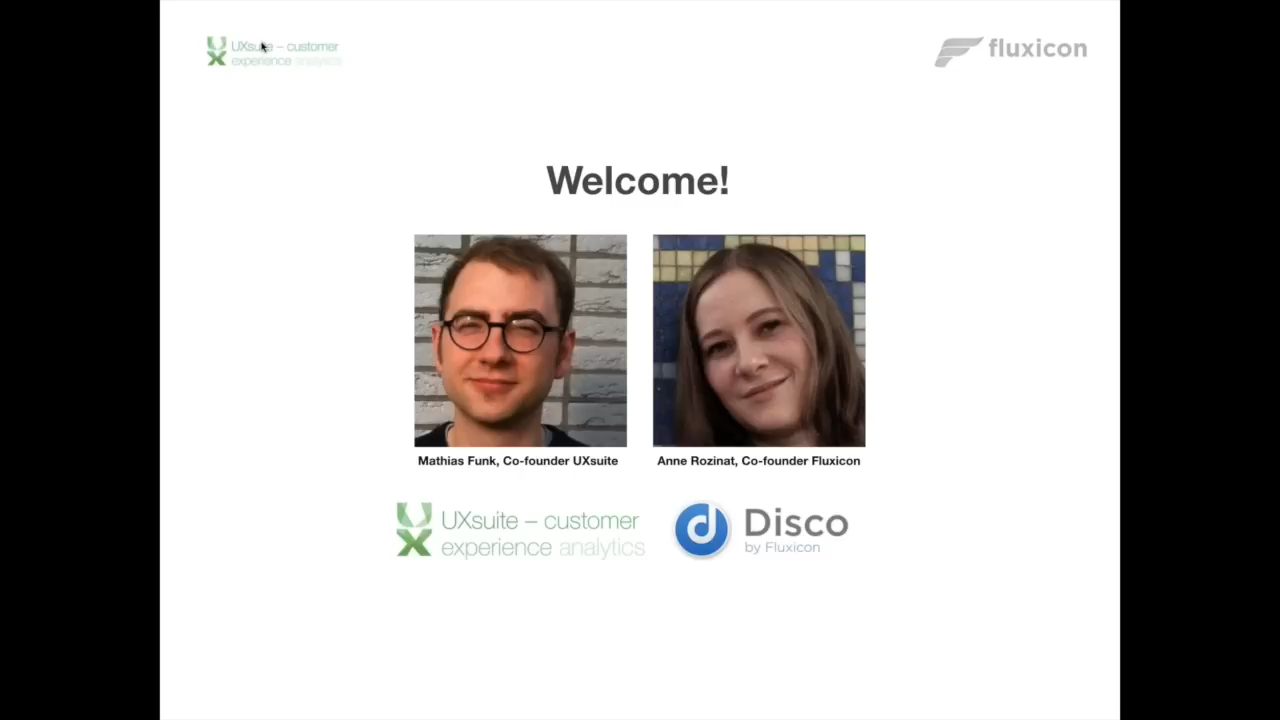 UXsuite – customer
experience analytics
fluxicon
Welcome!
Mathias Funk, Co-founder UXsuite
Anne Rozinat, Co-founder Fluxicon
UXsuite – customer
experience analytics
Disco
by Fluxicon